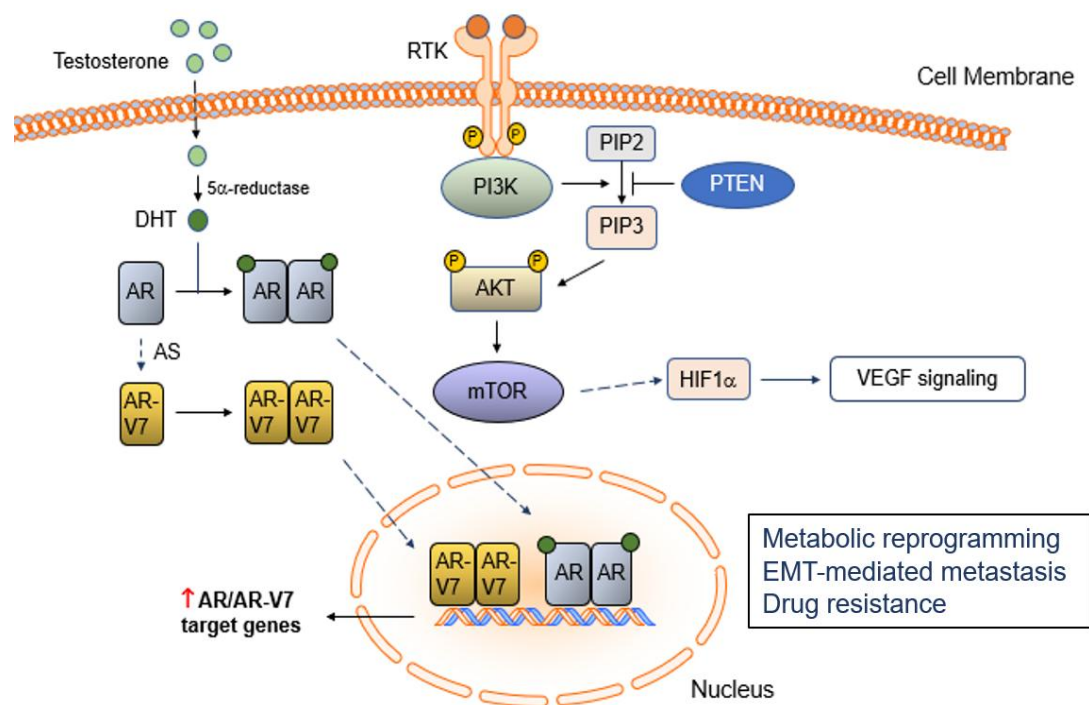 Testosterone
RTK
Cell Membrane
P
P
PIP2
PI3K
PTEN
5α-reductase
DHT
PIP3
P
P
AR
AR
AR
AKT
AS
mTOR
HIF1α
VEGF signaling
AR-
V7
AR-
V7
AR-
V7
AR-
V7
AR-
V7
AR
AR
Metabolic reprogramming
EMT-mediated metastasis
Drug resistance
↑AR/AR-V7
target genes
Nucleus